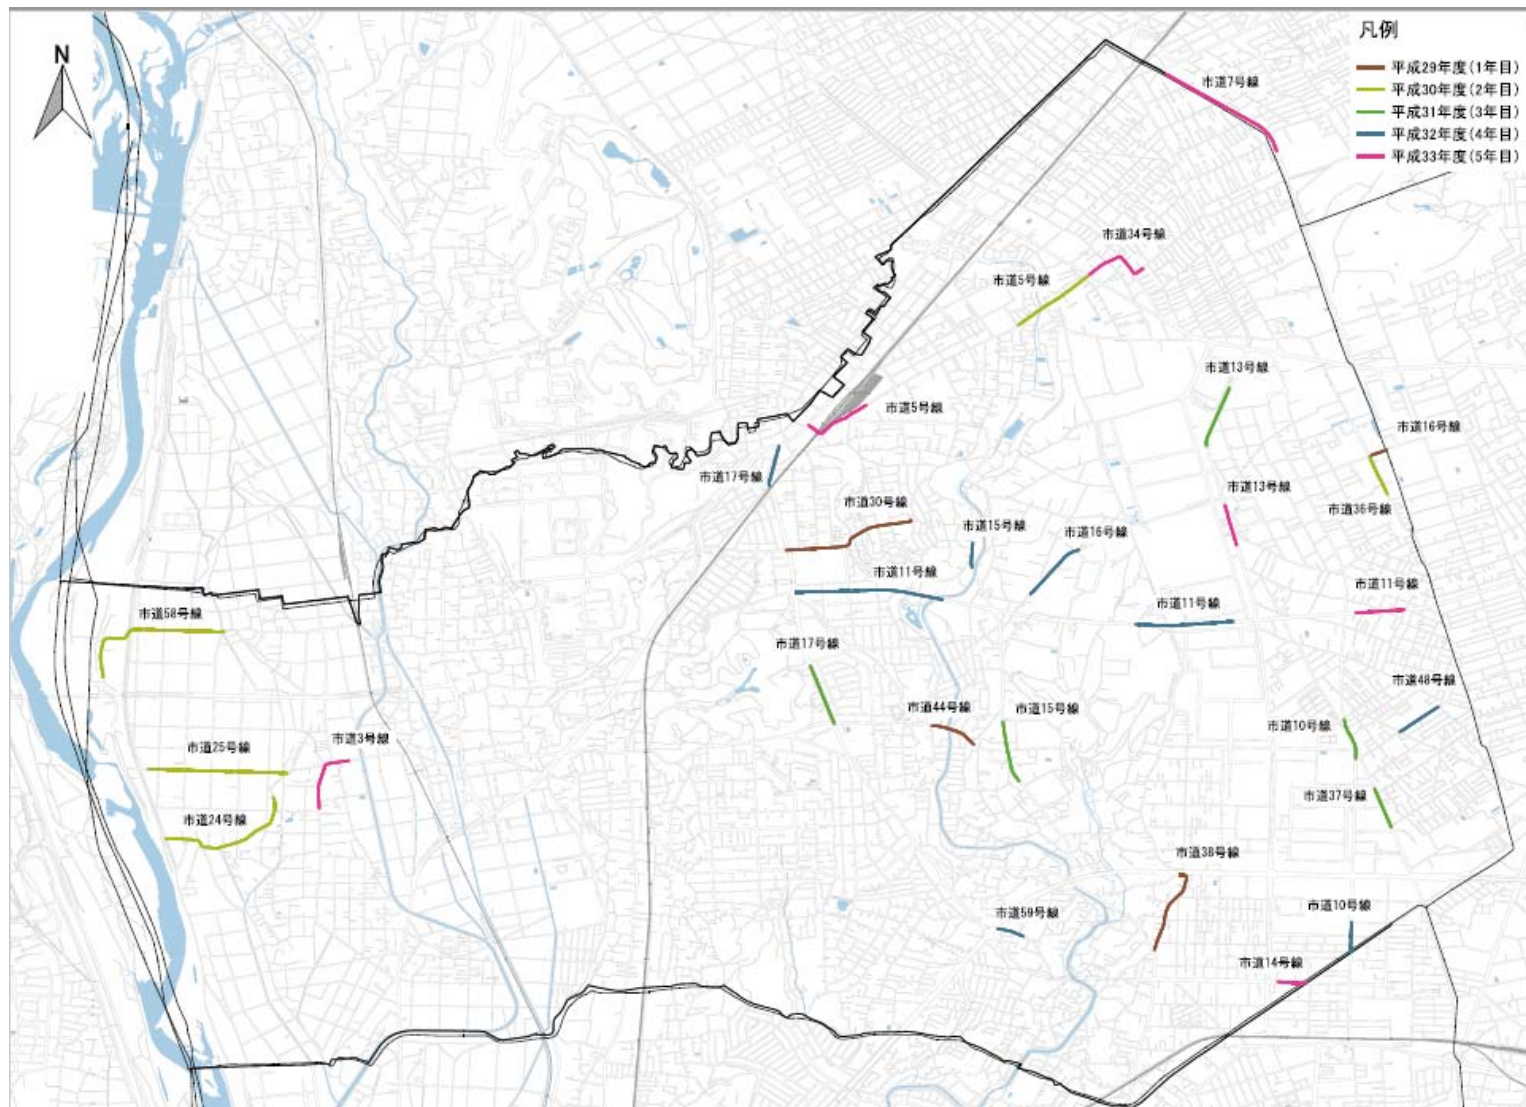 凡例
N
平成29年度(1年目)
市道7号線
平成30年度(2年目)
平成31年度(3年目)
平成32年度(4年目)
平成33年度(5年目)
市道34号線
市道5号線
市道13号線
市道5号線
市道16号線
市道17号線
市道13号線
市道30号線
市道36号線
市道15号線
市道16号線
市道11号線
市道11号線
市道11号線
市道58号線
市道17号線
市道48号線
市道44号線
市道15号線
市道10号線
市道3号線
市道25号線
市道37号線
市道24号線
市道38号線
市道10号線
市道59号線
市道14号線